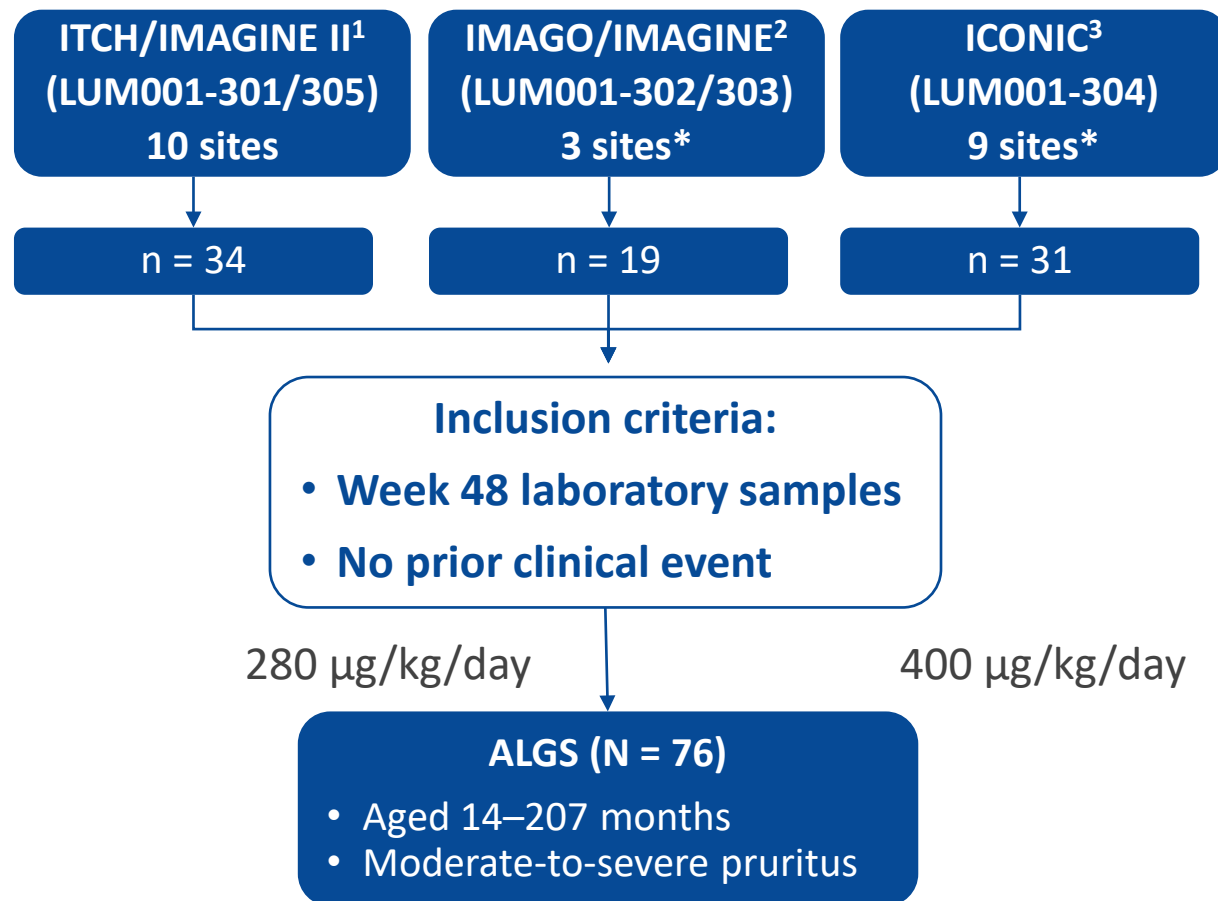 ITCH/IMAGINE II¹
(LUM001-301/305)
10 sites
IMAGO/IMAGINE²
(LUM001-302/303)
3 sites*
ICONIC³
(LUM001-304)
9 sites*
n = 34
n = 19
n = 31
Inclusion criteria:
• Week 48 laboratory samples
• No prior clinical event
280 µg/kg/day
400 µg/kg/day
ALGS (N = 76)
• Aged 14–207 months
• Moderate-to-severe pruritus